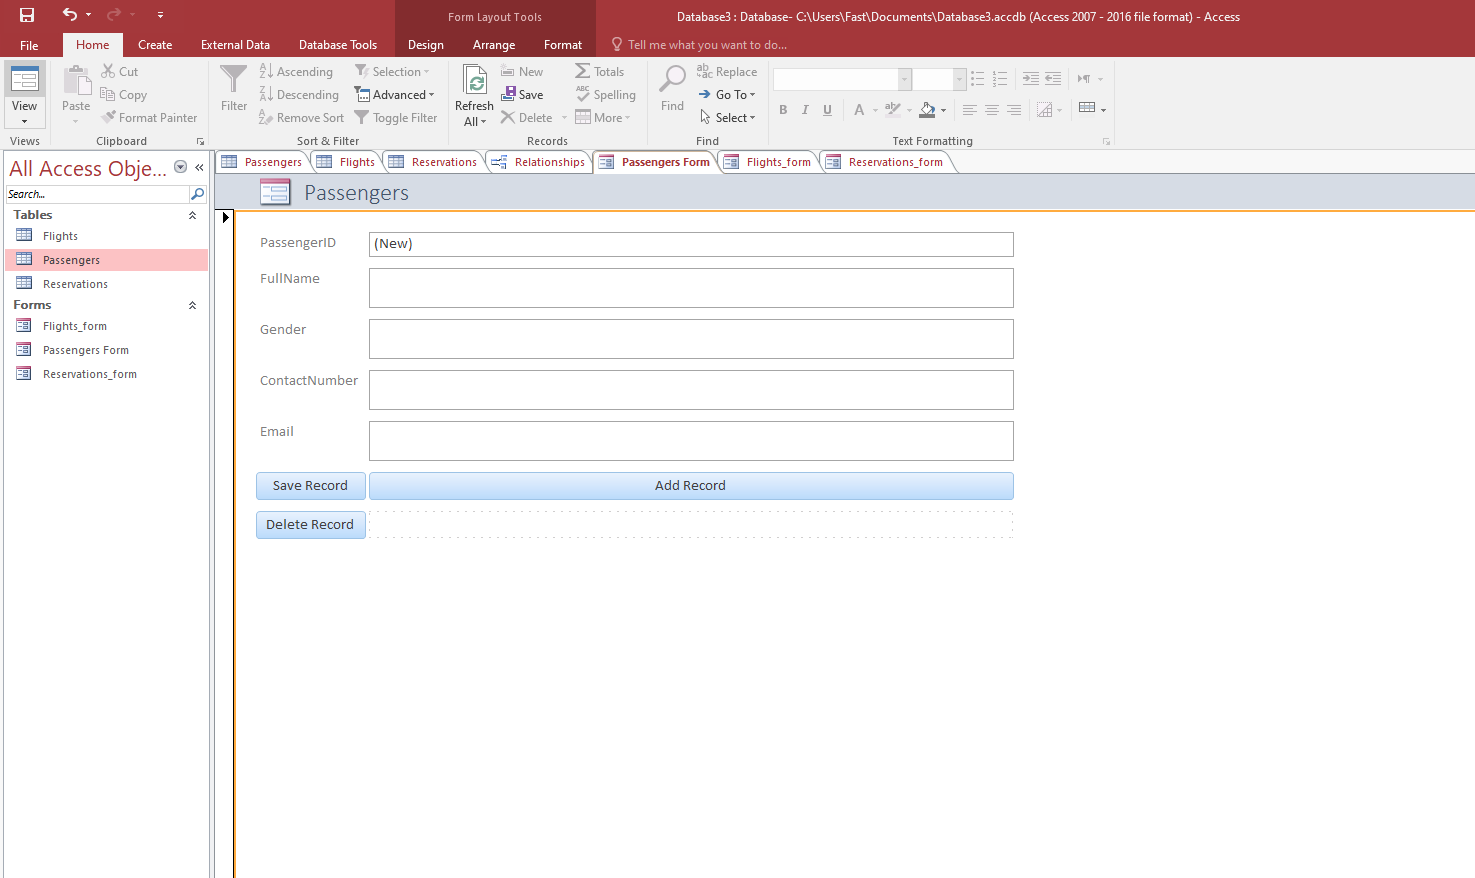 Form Layout Tools
Database3 : Database- C:\Users\Fast\Documents\Database3.accdb (Access 2007 - 2016 file format) - Access
File Home Create External Data Database Tools Design Arrange Format Tell me what you want to do...
View
Views
Paste
Cut
Copy
Format Painter
Clipboard
Filter
Ascending
Descending
Remove Sort
Selection
Advanced
Toggle Filter
Sort & Filter
Refresh
All
New
Save
Delete
Totals
Spelling
More
Records
Find
Replace
Go To
Select
Find
B I U A
Text Formatting
All Access Obje...
Search...
Tables
Flights
Passengers
Reservations
Forms
Flights_form
Passengers Form
Reservations_form
Passengers Flights Reservations Relationships Passengers Form Flights_form Reservations_form
Passengers
PassengerID (New)
FullName
Gender
ContactNumber
Email
Save Record Add Record
Delete Record